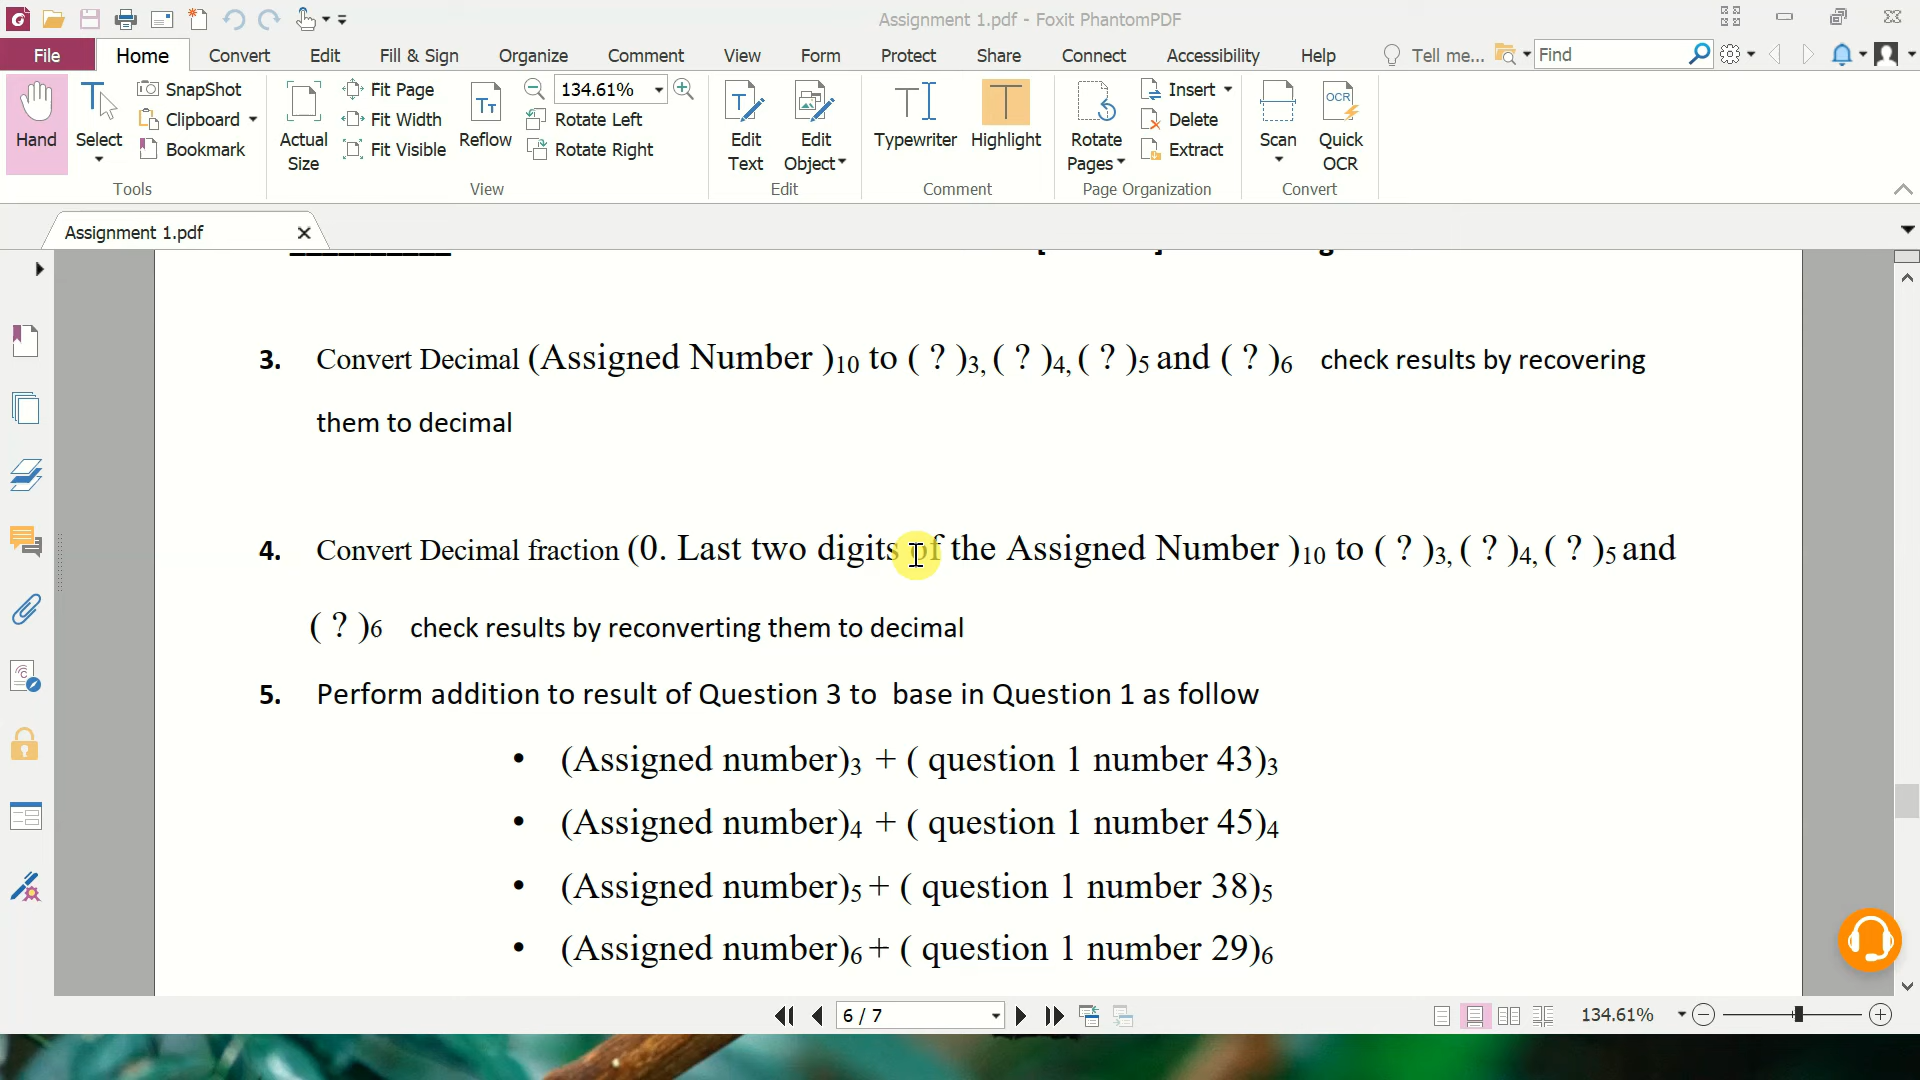 Assignment 1.pdf - Foxit PhantomPDF
File Home Convert Edit Fill & Sign Organize Comment View Form Protect Share Connect Accessibility Help Tell me... Find
Hand
Select
SnapShot
Clipboard
Bookmark
Tools
Actual Size
Fit Page
Fit Width
Fit Visible
Reflow
134.61%
Rotate Left
Rotate Right
View
Edit Text
Edit Object
Edit
Typewriter
Highlight
Comment
Rotate Pages
Insert
Delete
Extract
Page Organization
Scan
OCR
Quick OCR
Convert
Assignment 1.pdf
3. Convert Decimal (Assigned Number )10 to ( ? )3, ( ? )4, ( ? )5 and ( ? )6 check results by recovering
them to decimal
4. Convert Decimal fraction (0. Last two digits of the Assigned Number )10 to ( ? )3, ( ? )4, ( ? )5 and
( ? )6 check results by reconverting them to decimal
5. Perform addition to result of Question 3 to base in Question 1 as follow
• (Assigned number)3 + ( question 1 number 43)3
• (Assigned number)4 + ( question 1 number 45)4
• (Assigned number)5 + ( question 1 number 38)5
• (Assigned number)6 + ( question 1 number 29)6
6 / 7
134.61%